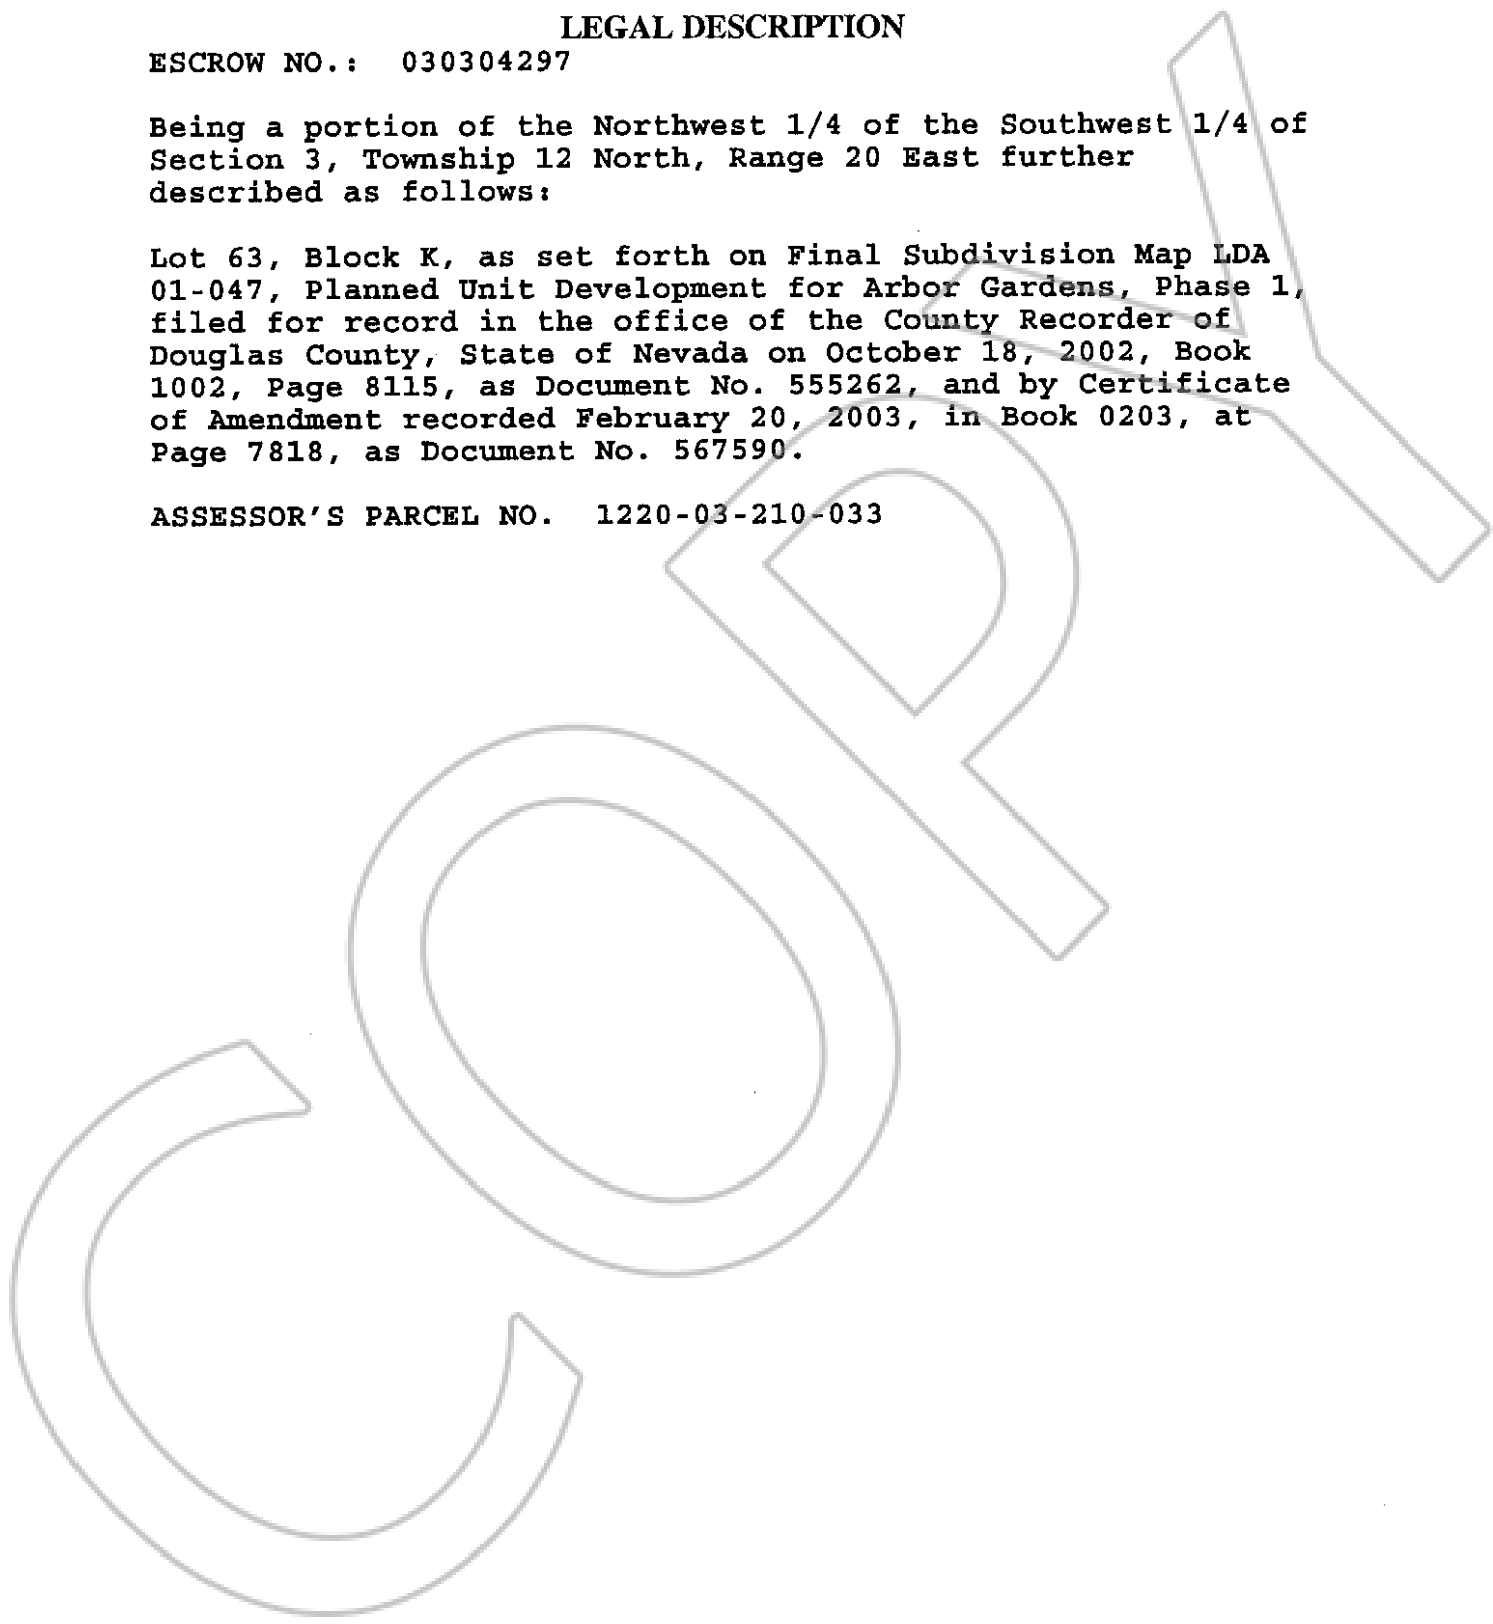 LEGAL DESCRIPTION
ESCROW NO.: 030304297
Being a portion of the Northwest 1/4 of the Southwest 1/4 of
Section 3, Township 12 North, Range 20 East further
described as follows:
Lot 63, Block K, as set forth on Final Subdivision Map LDA
01-047, Planned Unit Development for Arbor Gardens, Phase 1,
filed for record in the office of the County Recorder of
Douglas County, State of Nevada on October 18, 2002, Book
1002, Page 8115, as Document No. 555262, and by Certificate
of Amendment recorded February 20, 2003, in Book 0203, at
Page 7818, as Document No. 567590.
ASSESSOR'S PARCEL NO. 1220-03-210-033
COPY